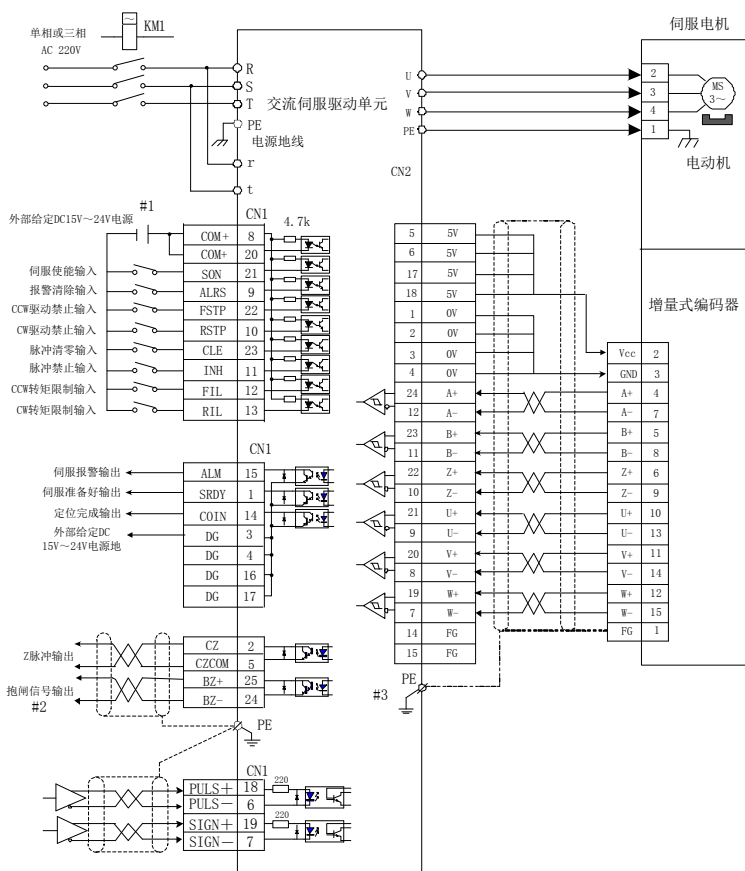 单相或三相
AC 220V
~
KM1
R
S
T
PE
电源地线
r
t
交流伺服驱动单元
U
V
W
PE
CN2
伺服电机
2
3
4
1
MS
3~
电动机
#1
外部给定DC15V~24V电源
CN1
4.7k
COM+ 8
COM+ 20
伺服使能输入 SON 21
报警清除输入 ALRS 9
CCW驱动禁止输入 FSTP 22
CW驱动禁止输入 RSTP 10
脉冲清零输入 CLE 23
脉冲禁止输入 INH 11
CCW转矩限制输入 FIL 12
CW转矩限制输入 RIL 13
CN1
伺服报警输出 ALM 15
伺服准备好输出 SRDY 1
定位完成输出 COIN 14
外部给定DC
15V~24V电源地
DG 3
DG 4
DG 16
DG 17
Z脉冲输出
CZ 2
CZCOM 5
抱闸信号输出
#2
BZ+ 25
BZ- 24
PE
CN1
PULS+ 18
PULS- 6
SIGN+ 19
SIGN- 7
220
220
5 5V
6 5V
17 5V
18 5V
1 0V
2 0V
3 0V
4 0V
24 A+
12 A-
23 B+
11 B-
22 Z+
10 Z-
21 U+
9 U-
20 V+
8 V-
19 W+
7 W-
14 FG
15 FG
PE
#3
增量式编码器
Vcc 2
GND 3
A+ 4
A- 7
B+ 5
B- 8
Z+ 6
Z- 9
U+ 10
U- 13
V+ 11
V- 14
W+ 12
W- 15
FG 1